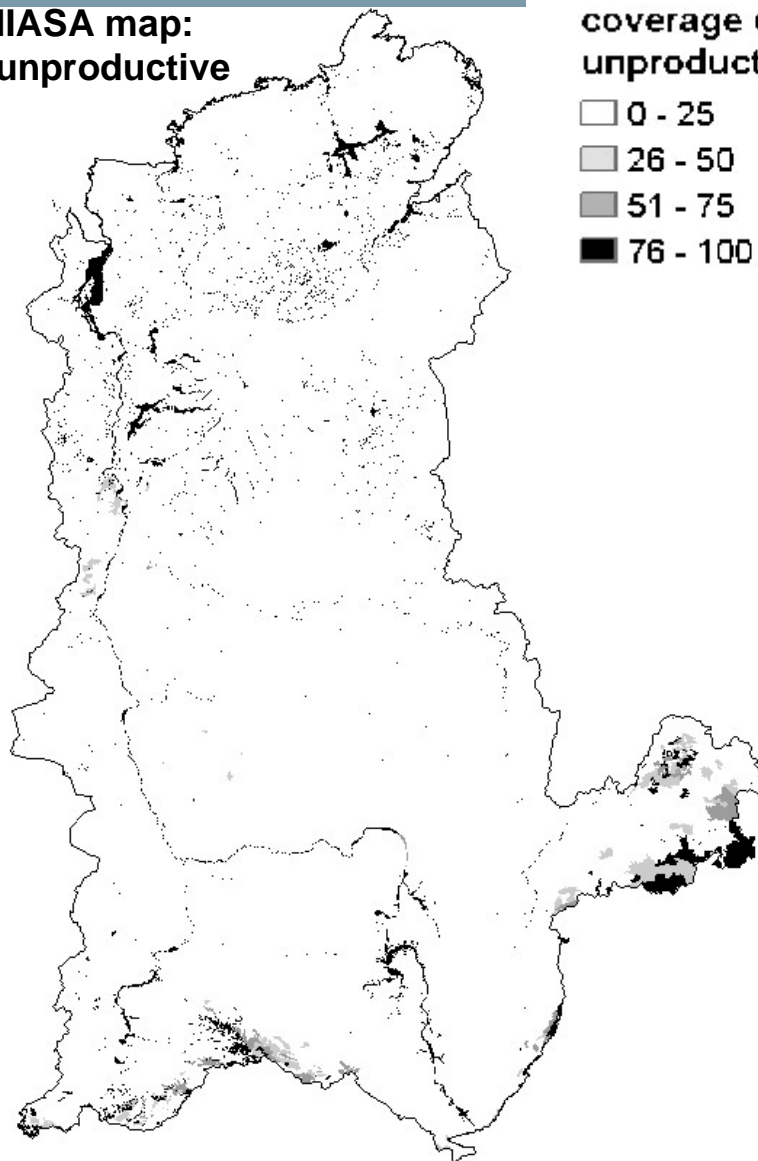 IIASA map:
unproductive
coverage
unproduct
0 - 25
26 - 50
51 - 75
76 - 100